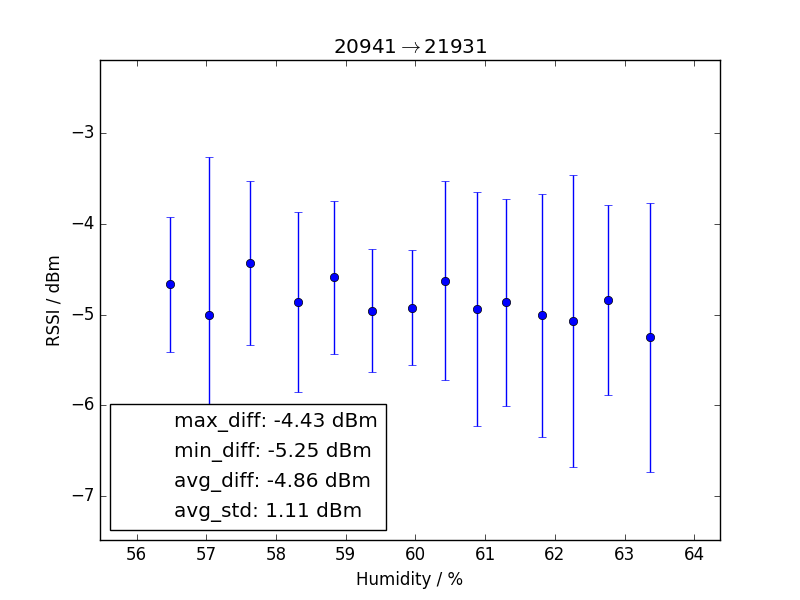 20941→21931
−3
−4
−5
−6
−7
RSSI / dBm
max_diff: -4.43 dBm
min_diff: -5.25 dBm
avg_diff: -4.86 dBm
avg_std: 1.11 dBm
56 57 58 59 60 61 62 63 64
Humidity / %